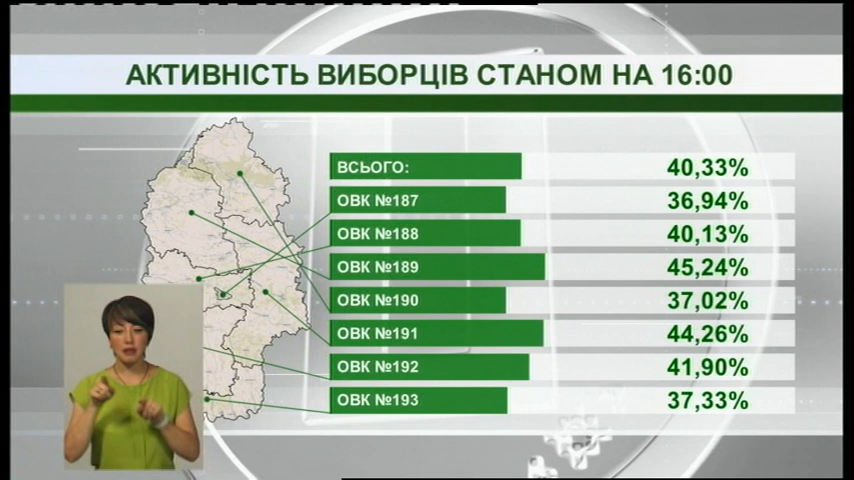 АКТИВНІСТЬ ВИБОРЦІВ СТАНОМ НА 16:00
ВСЬОГО: 40,33%
ОВК №187 36,94%
ОВК №188 40,13%
ОВК №189 45,24%
ОВК №190 37,02%
ОВК №191 44,26%
ОВК №192 41,90%
ОВК №193 37,33%